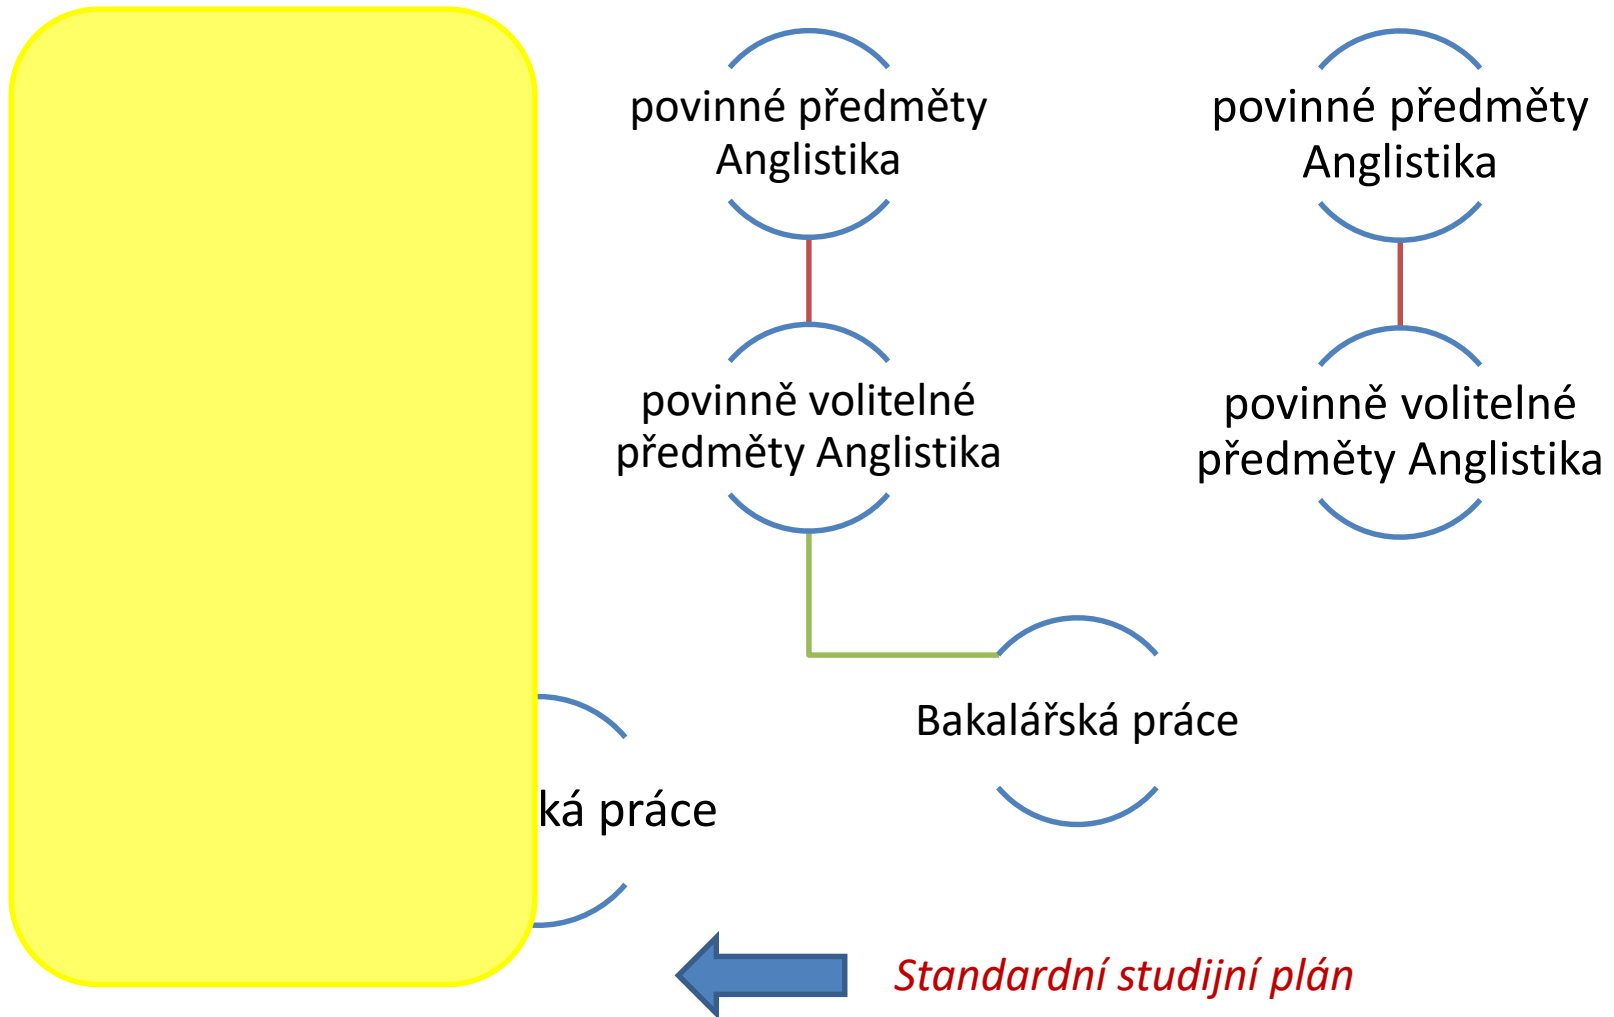 povinné předměty
Anglistika
povinně volitelné
předměty Anglistika
povinné předměty
Anglistika
povinně volitelné
předměty Anglistika
Bakalářská práce
ká práce
Standardní studijní plán